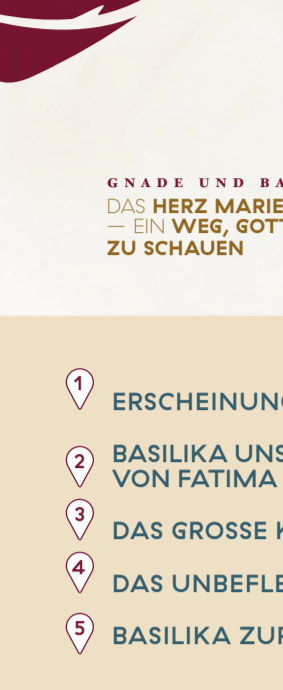 GNADE UND BA
DAS HERZ MARIE
— EIN WEG, GOTT
ZU SCHAUEN
1 ERSCHEINUNG
2 BASILIKA UNS
VON FATIMA
3 DAS GROSSE K
4 DAS UNBEFLE
5 BASILIKA ZUR